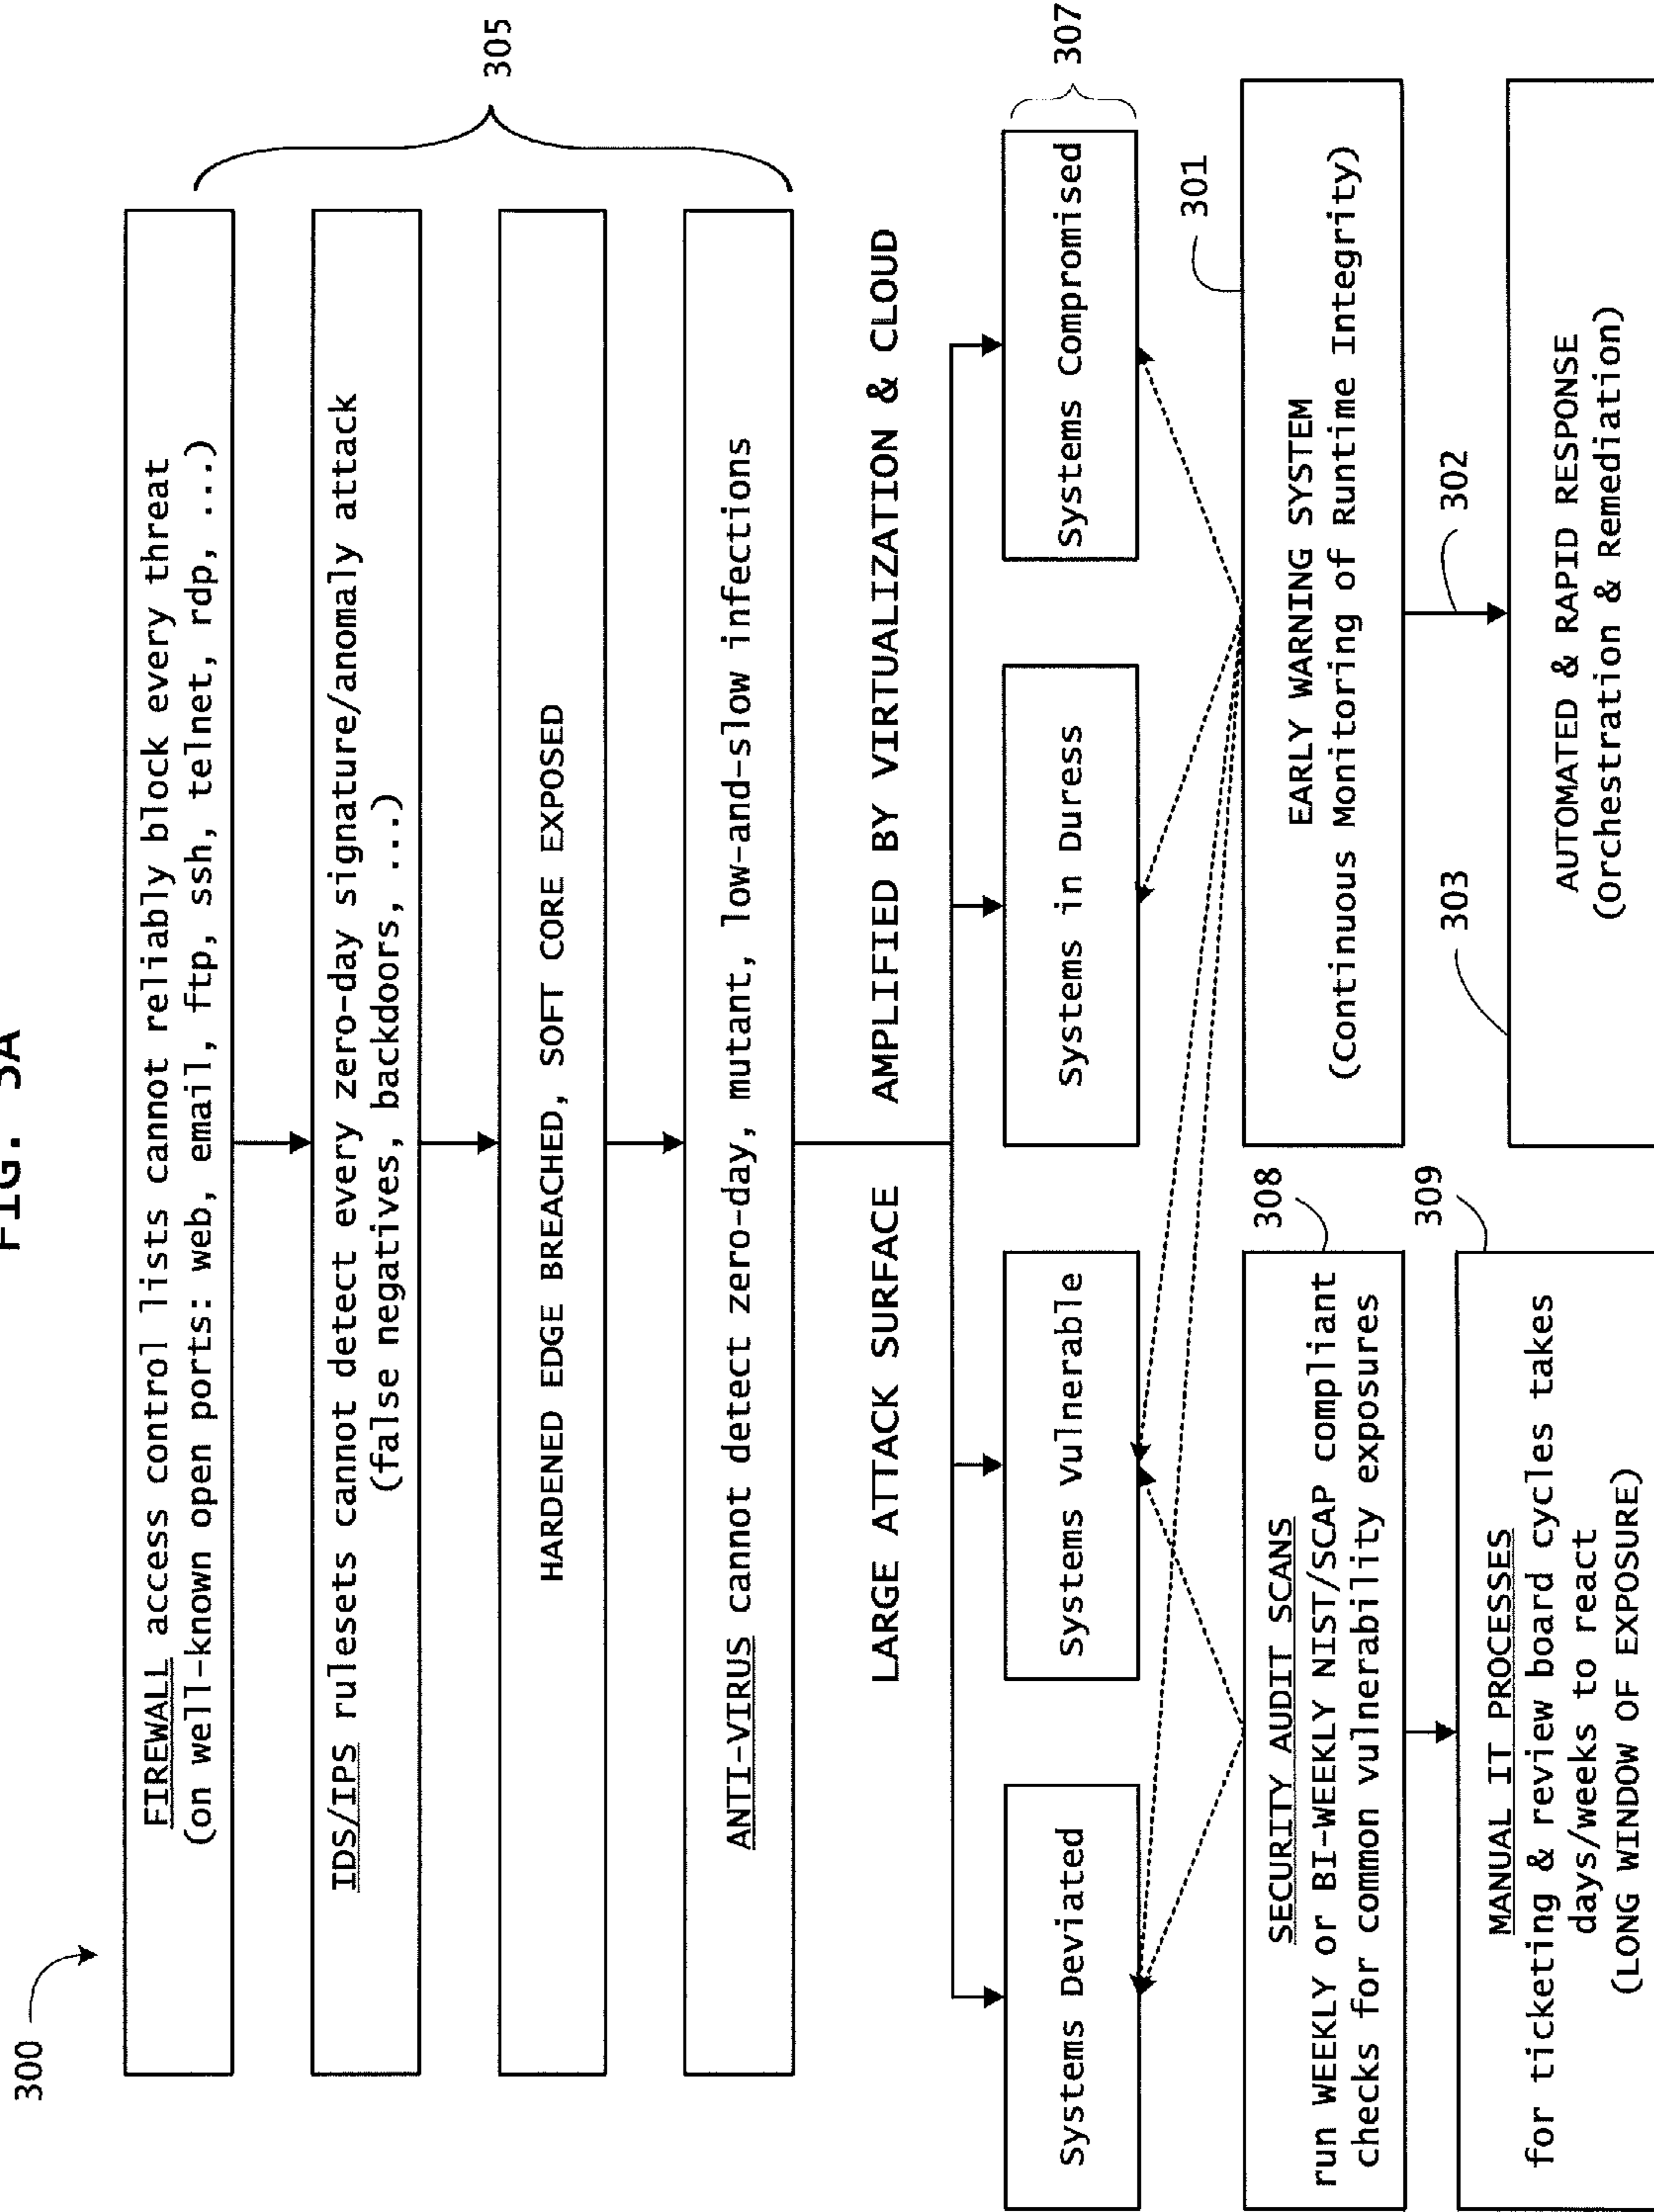 FIG. 3A
300
FIREWALL access control lists cannot reliably block every threat
(on well-known open ports: web, email, ftp, ssh, telnet, rdp, ...)
IDS/IPS rulesets cannot detect every zero-day signature/anomaly attack
(false negatives, backdoors, ...)
305
HARDENED EDGE BREACHED, SOFT CORE EXPOSED
ANTI-VIRUS cannot detect zero-day, mutant, low-and-slow infections
LARGE ATTACK SURFACE AMPLIFIED BY VIRTUALIZATION & CLOUD
Systems Deviated
Systems Vulnerable
Systems in Duress
Systems Compromised
307
301
308
SECURITY AUDIT SCANS
run WEEKLY or BI-WEEKLY NIST/SCAP compliant
checks for common vulnerability exposures
EARLY WARNING SYSTEM
(Continuous Monitoring of Runtime Integrity)
309
303
302
MANUAL IT PROCESSES
for ticketing & review board cycles takes
days/weeks to react
(LONG WINDOW OF EXPOSURE)
AUTOMATED & RAPID RESPONSE
(Orchestration & Remediation)